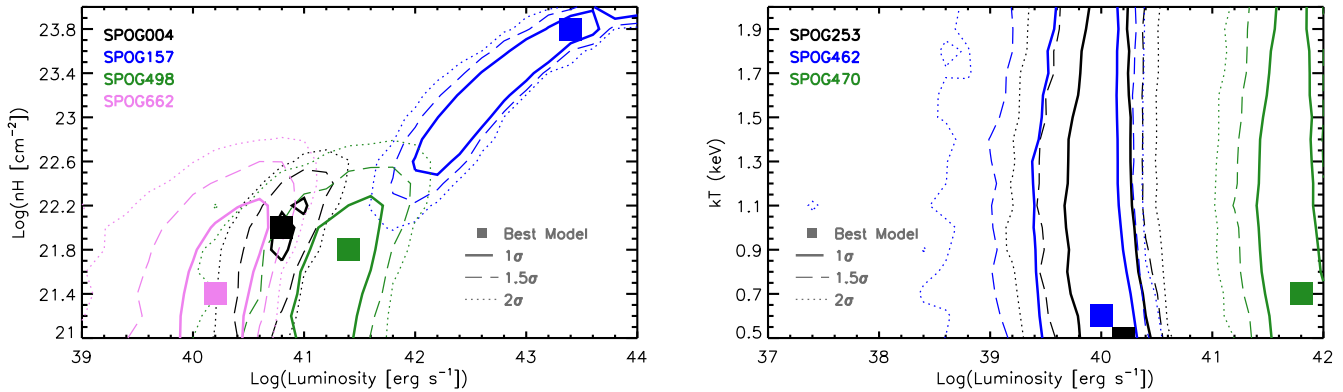 SPOG004
SPOG157
SPOG498
SPOG662
Best Model
1σ
1.5σ
2σ
Log(nH [cm⁻²])
23.8
23.4
23
22.6
22.2
21.8
21.4
21
39 40 41 42 43 44
Log(Luminosity [erg s⁻¹])
SPOG253
SPOG462
SPOG470
Best Model
1σ
1.5σ
2σ
kT (keV)
1.9
1.7
1.5
1.3
1.1
0.9
0.7
0.5
37 38 39 40 41 42
Log(Luminosity [erg s⁻¹])